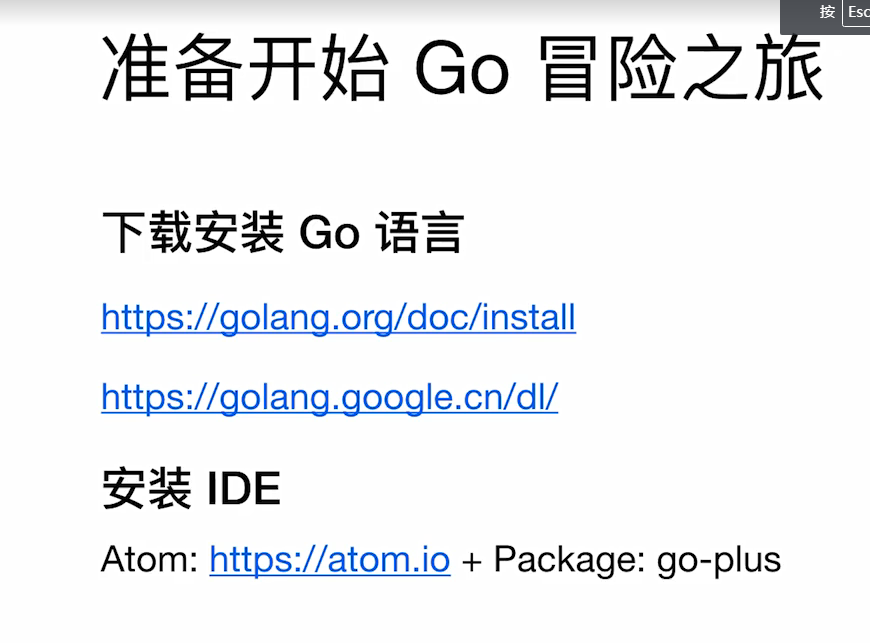 按 Esc
准备开始 Go 冒险之旅
下载安装 Go 语言
https://golang.org/doc/install
https://golang.google.cn/dl/
安装 IDE
Atom: https://atom.io + Package: go-plus